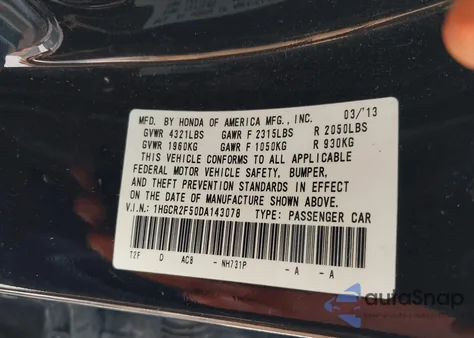 MFD. BY HONDA OF AMERICA MFG., INC. 03/'13
GVWR 4321LBS GAWR F 2315LBS R 2050LBS
GVWR 1960KG GAWR F 1050KG R 930KG
THIS VEHICLE CONFORMS TO ALL APPLICABLE
FEDERAL MOTOR VEHICLE SAFETY, BUMPER,
AND THEFT PREVENTION STANDARDS IN EFFECT
ON THE DATE OF MANUFACTURE SHOWN ABOVE.
V.I.N.: 1HGCR2F50DA143078 TYPE: PASSENGER CAR
T2F D AC8 - NH731P -A -A
autoSnap